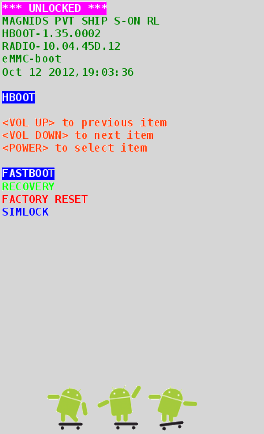 *** UNLOCKED ***
MAGNIDS PVT SHIP S-ON RL
HBOOT-1.35.0002
RADIO-10.04.45D.12
eMMC-boot
Oct 12 2012,19:03:36
HBOOT
<VOL UP> to previous item
<VOL DOWN> to next item
<POWER> to select item
FASTBOOT
RECOVERY
FACTORY RESET
SIMLOCK